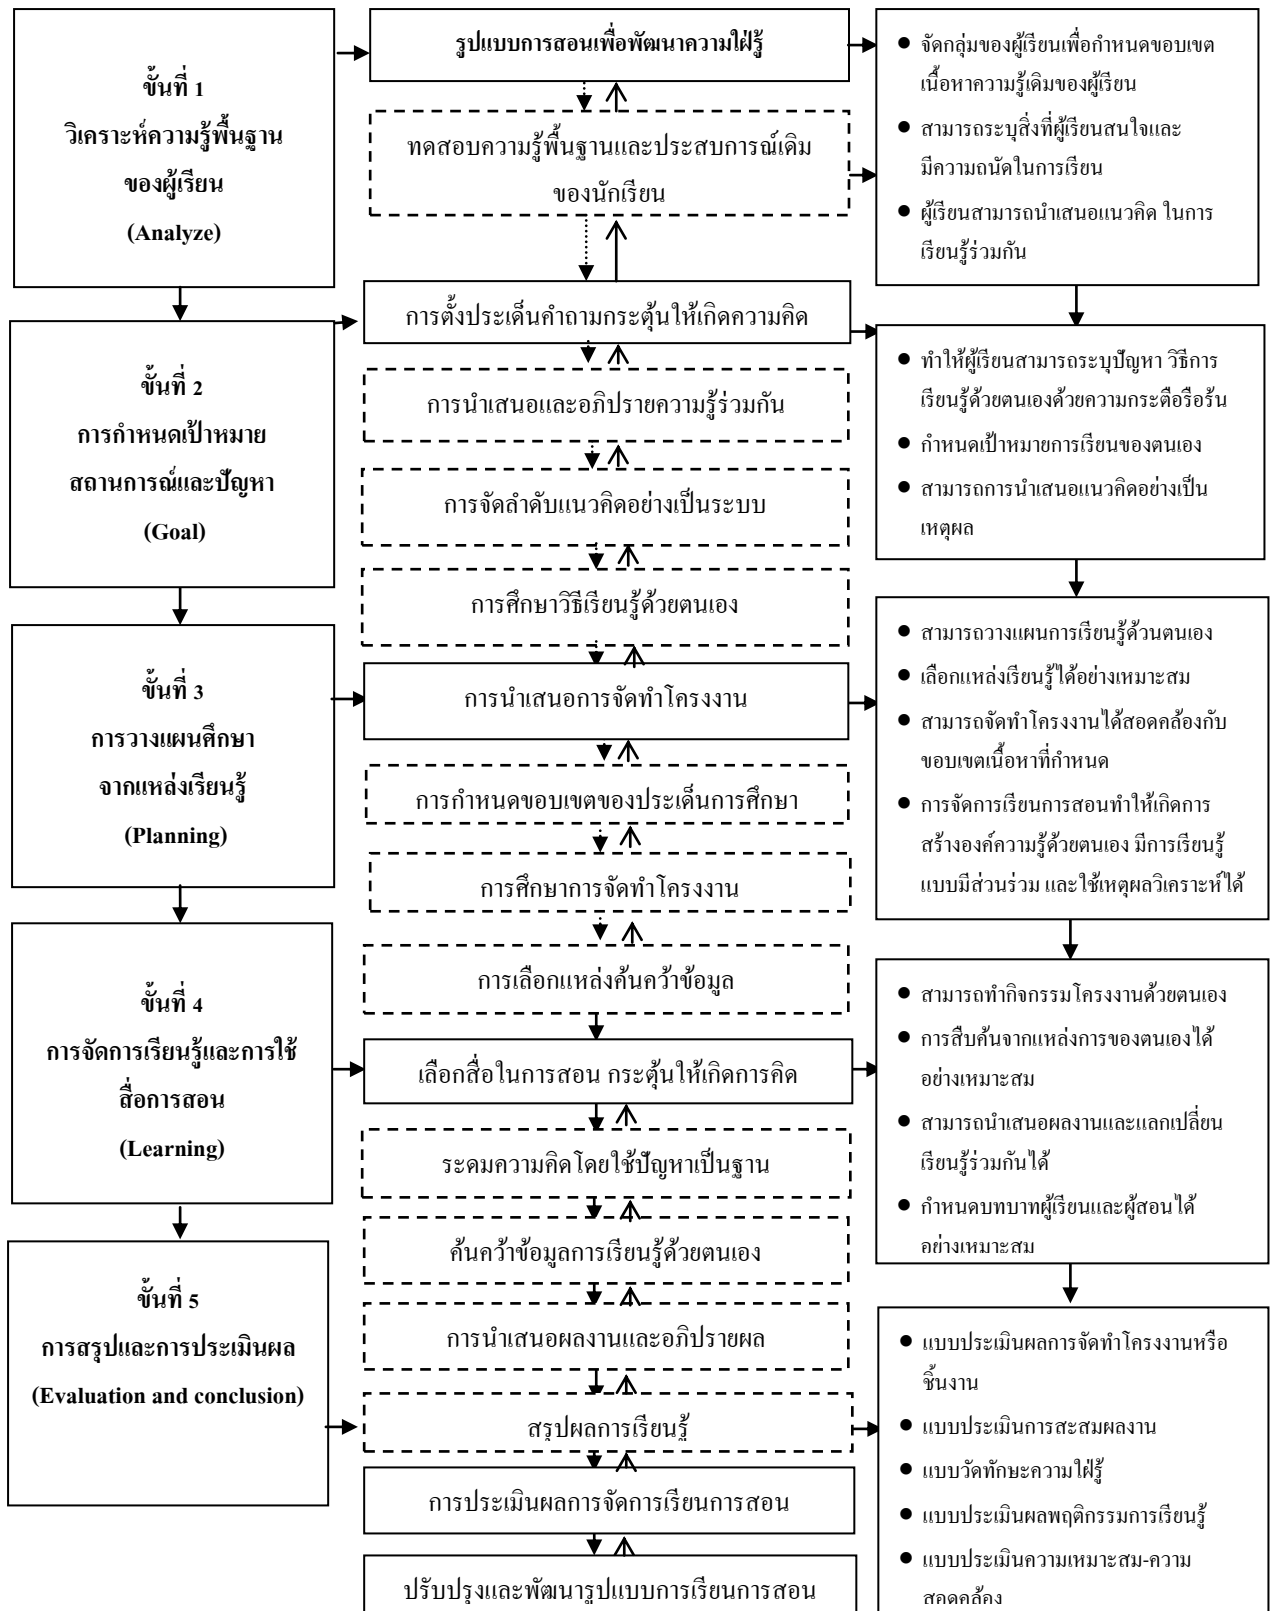 ขั้นที่ 1
วิเคราะห์ความรู้พื้นฐาน
ของผู้เรียน
(Analyze)
รูปแบบการสอนเพื่อพัฒนาความใฝ่รู้
ทดสอบความรู้พื้นฐานและประสบการณ์เดิม
ของนักเรียน
● จัดกลุ่มของผู้เรียนเพื่อกำหนดขอบเขต
เนื้อหาความรู้เดิมของผู้เรียน
● สามารถระบุสิ่งที่ผู้เรียนสนใจและ
มีความถนัดในการเรียน
● ผู้เรียนสามารถนำเสนอแนวคิด ในการ
เรียนรู้ร่วมกัน
ขั้นที่ 2
การกำหนดเป้าหมาย
สถานการณ์และปัญหา
(Goal)
การตั้งประเด็นคำถามกระตุ้นให้เกิดความคิด
การนำเสนอและอภิปรายความรู้ร่วมกัน
การจัดลำดับแนวคิดอย่างเป็นระบบ
การศึกษาวิธีเรียนรู้ด้วยตนเอง
● ทำให้ผู้เรียนสามารถระบุปัญหา วิธีการ
เรียนรู้ด้วยตนเองด้วยความกระตือรือร้น
● กำหนดเป้าหมายการเรียนของตนเอง
● สามารถการนำเสนอแนวคิดอย่างเป็น
เหตุผล
ขั้นที่ 3
การวางแผนศึกษา
จากแหล่งเรียนรู้
(Planning)
การนำเสนอการจัดทำโครงงาน
การกำหนดขอบเขตของประเด็นการศึกษา
การศึกษาการจัดทำโครงงาน
การเลือกแหล่งค้นคว้าข้อมูล
● สามารถวางแผนการเรียนรู้ด้วนตนเอง
● เลือกแหล่งเรียนรู้ได้อย่างเหมาะสม
● สามารถจัดทำโครงงานได้สอดคล้องกับ
ขอบเขตเนื้อหาที่กำหนด
● การจัดการเรียนการสอนทำให้เกิดการ
สร้างองค์ความรู้ด้วยตนเอง มีการเรียนรู้
แบบมีส่วนร่วม และใช้เหตุผลวิเคราะห์ได้
ขั้นที่ 4
การจัดการเรียนรู้และการใช้
สื่อการสอน
(Learning)
เลือกสื่อในการสอน กระตุ้นให้เกิดการคิด
ระดมความคิดโดยใช้ปัญหาเป็นฐาน
ค้นคว้าข้อมูลการเรียนรู้ด้วยตนเอง
การนำเสนอผลงานและอภิปรายผล
● สามารถทำกิจกรรมโครงงานด้วยตนเอง
● การสืบค้นจากแหล่งการของตนเองได้
อย่างเหมาะสม
● สามารถนำเสนอผลงานและแลกเปลี่ยน
เรียนรู้ร่วมกันได้
● กำหนดบทบาทผู้เรียนและผู้สอนได้
อย่างเหมาะสม
ขั้นที่ 5
การสรุปและการประเมินผล
(Evaluation and conclusion)
สรุปผลการเรียนรู้
การประเมินผลการจัดการเรียนการสอน
ปรับปรุงและพัฒนารูปแบบการเรียนการสอน
● แบบประเมินผลการจัดทำโครงงานหรือ
ชิ้นงาน
● แบบประเมินการสะสมผลงาน
● แบบวัดทักษะความใฝ่รู้
● แบบประเมินผลพฤติกรรมการเรียนรู้
● แบบประเมินความเหมาะสม-ความ
สอดคล้อง